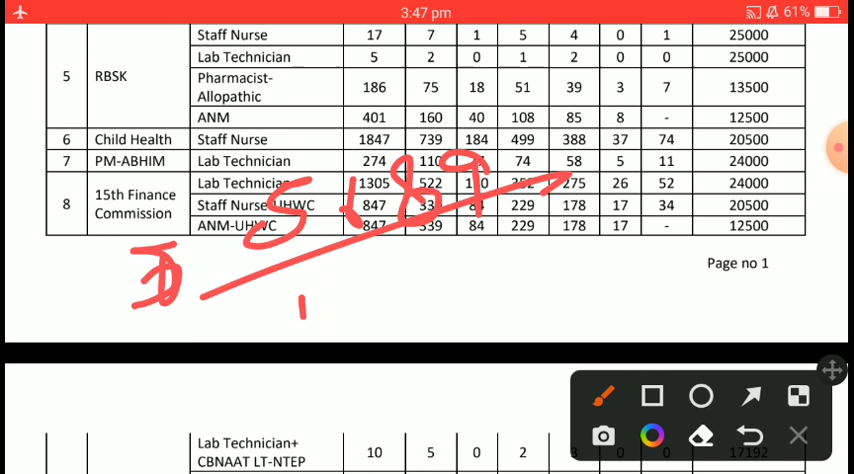 3:47 pm 61%
Staff Nurse 17 7 1 5 4 0 1 25000
Lab Technician 5 2 0 1 2 0 0 25000
5 RBSK
Pharmacist-
Allopathic 186 75 18 51 39 3 7 13500
ANM 401 160 40 108 85 8 - 12500
6 Child Health Staff Nurse 1847 739 184 499 388 37 74 20500
7 PM-ABHIM Lab Technician 274 110 74 58 5 11 24000
8 15th Finance
Commission
Lab Technician 1305 522 275 26 52 24000
Staff Nurse UHWC 847 339 84 229 178 17 34 20500
ANM-UHWC 847 339 84 229 178 17 - 12500
Page no 1
Lab Technician+
CBNAAT LT-NTEP 10 5 0 2 3 0 0 17192